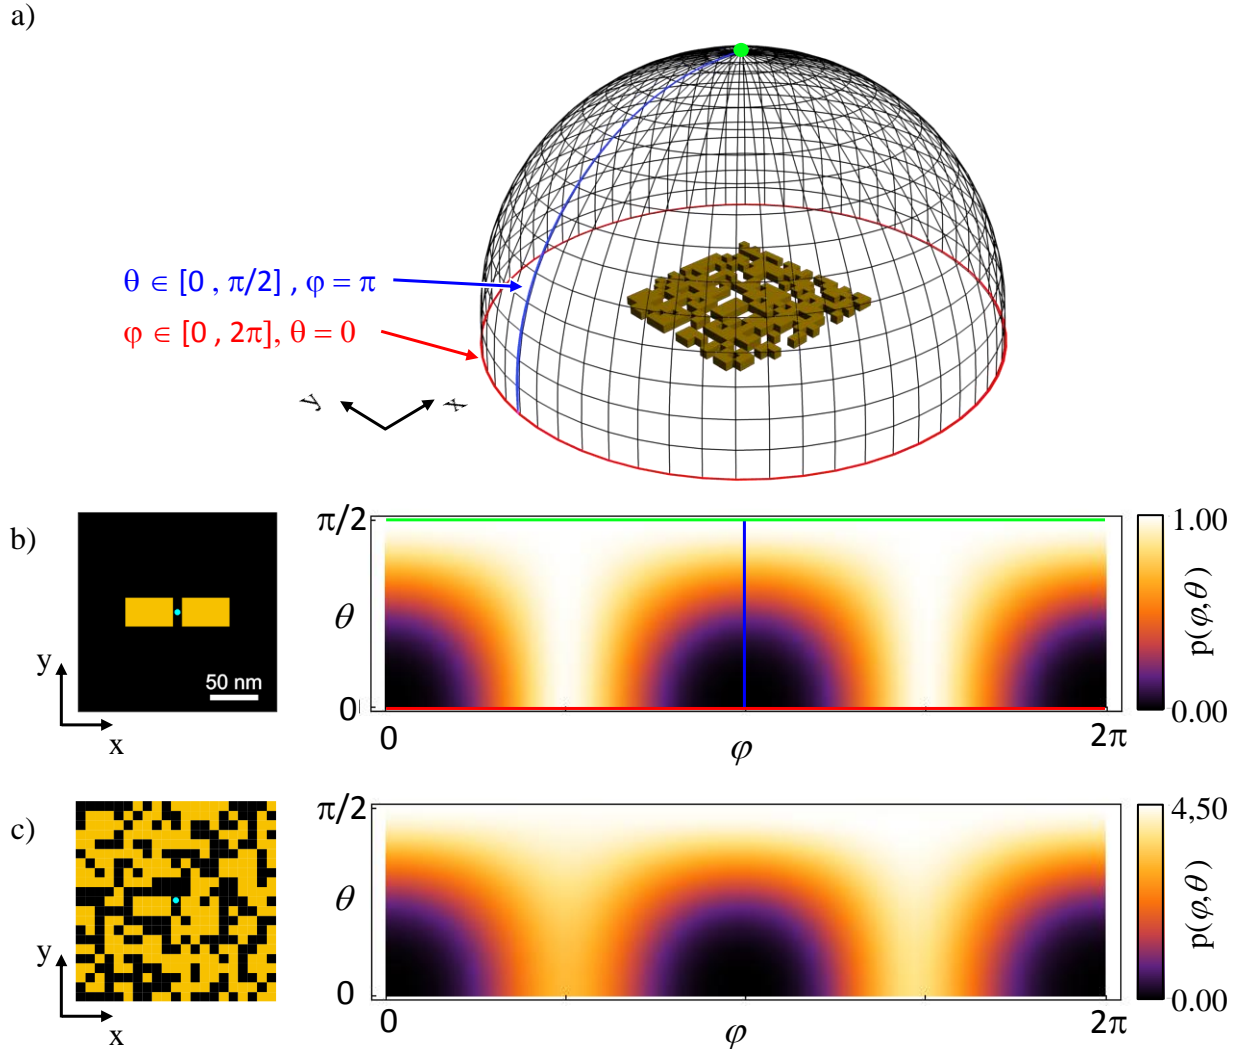 a)
θ ∈ [0 , π/2] , φ = π
φ ∈ [0 , 2π], θ = 0
y
x
b)
y
x
50 nm
π/2
θ
0
0
φ
2π
1.00
p(φ,θ)
0.00
c)
y
x
π/2
θ
0
0
φ
2π
4,50
p(φ,θ)
0.00